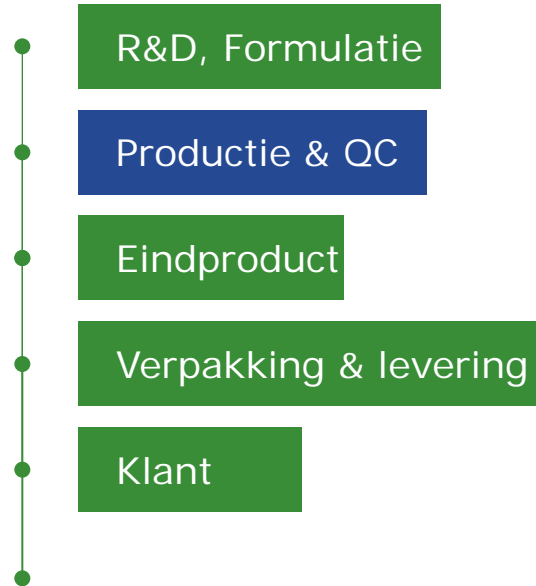 R&D, Formulatie
Productie & QC
Eindproduct
Verpakking & levering
Klant